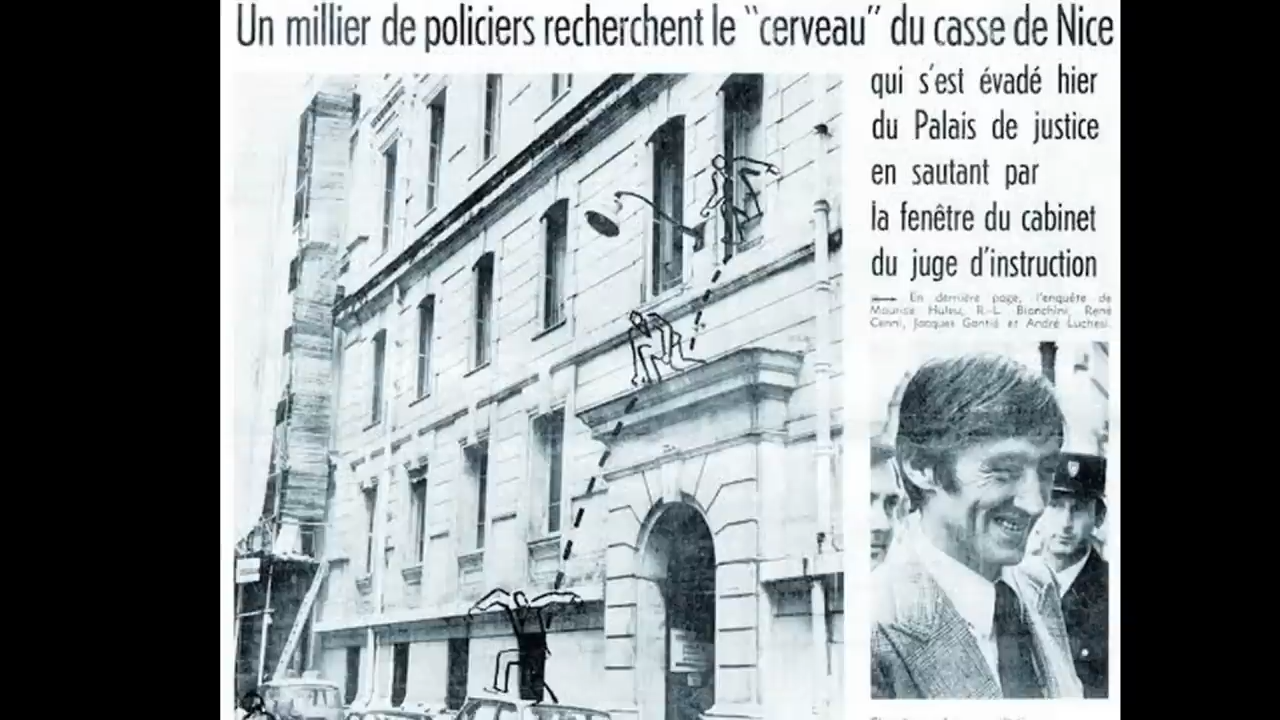 Un millier de policiers recherchent le "cerveau" du casse de Nice
qui s'est évadé hier
du Palais de justice
en sautant par
la fenêtre du cabinet
du juge d'instruction
En dernière page, l'enquête de
Maurice Huleu, R.-L. Bianchini, René
Cenni, Jacques Gantié et André Luchesi.